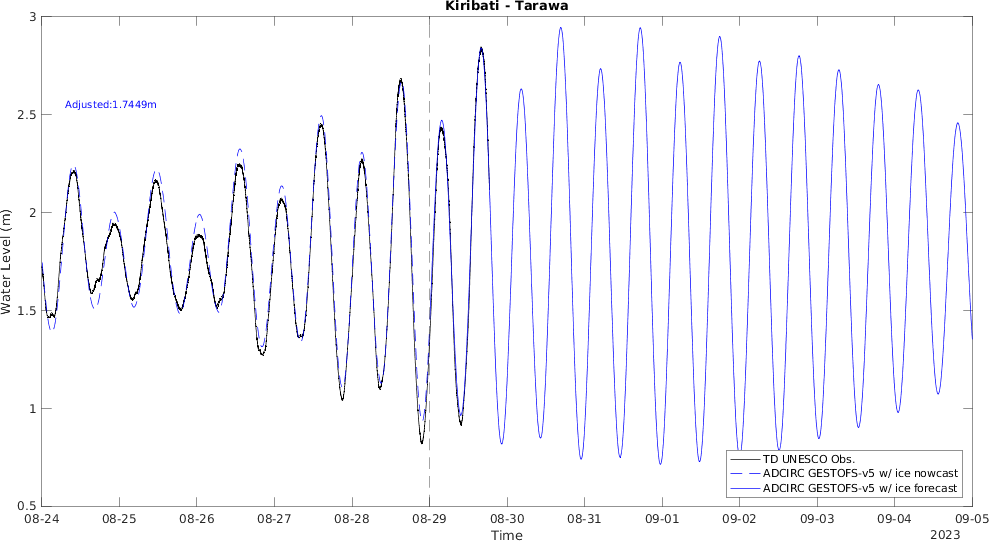 Kiribati - Tarawa
3
2.5
2
1.5
1
0.5
Water Level (m)
Adjusted:1.7449m
TD UNESCO Obs.
ADCIRC GESTOFS-v5 w/ ice nowcast
ADCIRC GESTOFS-v5 w/ ice forecast
08-24 08-25 08-26 08-27 08-28 08-29 08-30 08-31 09-01 09-02 09-03 09-04 09-05
Time
2023